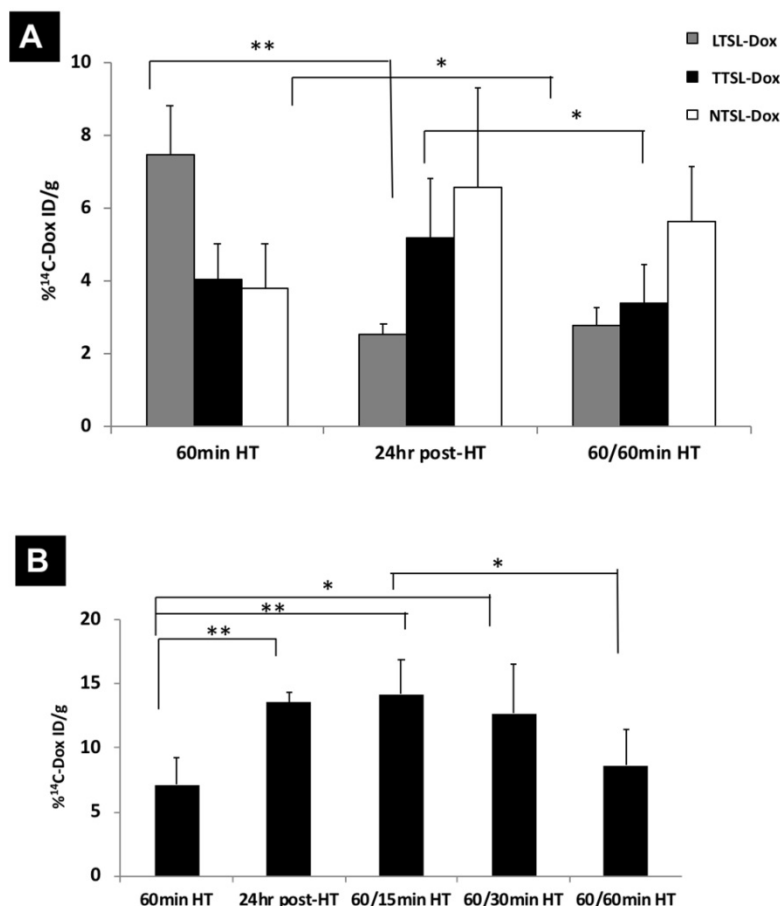 A
**
*
*
LTSL-Dox
TTSL-Dox
NTSL-Dox
%¹⁴C-Dox ID/g
10
8
6
4
2
0
60min HT 24hr post-HT 60/60min HT
B
*
*
**
**
%¹⁴C-Dox ID/g
20
15
10
5
0
60min HT 24hr post-HT 60/15min HT 60/30min HT 60/60min HT